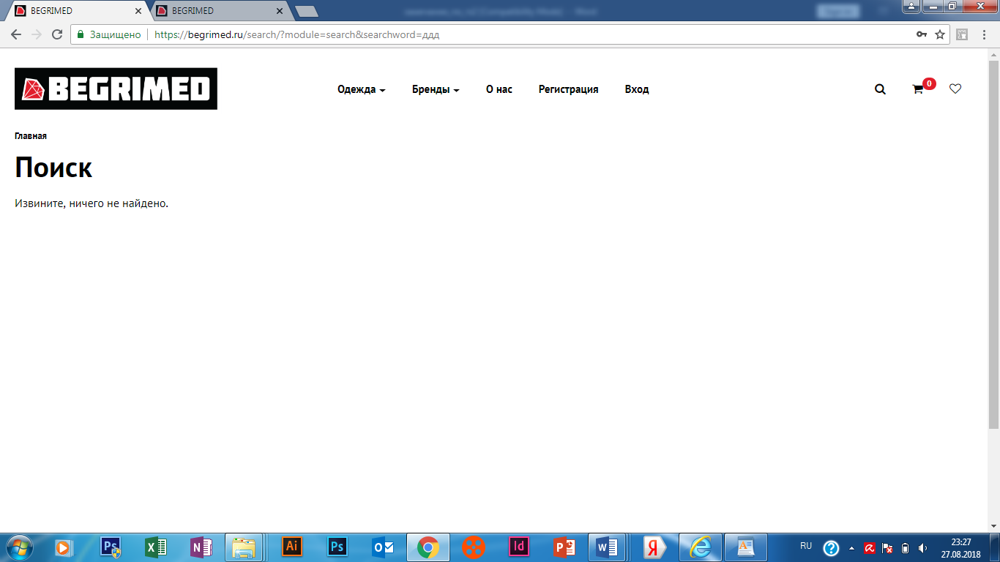 BEGRIMED
BEGRIMED
Защищено
https://begrimed.ru/search/?module=search&searchword=ддд
BEGRIMED
Одежда
Бренды
О нас
Регистрация
Вход
0
Главная
Поиск
Извините, ничего не найдено.
Ps
Ai
Ps
Id
Я
RU
23:27
27.08.2018